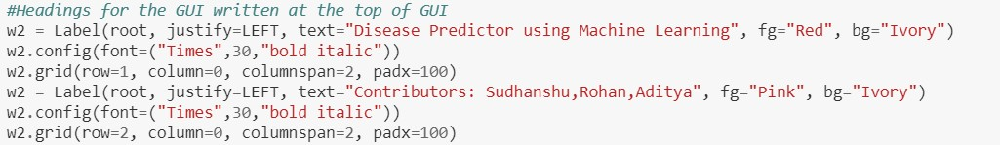 #Headings for the GUI written at the top of GUI
w2 = Label(root, justify=LEFT, text="Disease Predictor using Machine Learning", fg="Red", bg="Ivory")
w2.config(font=("Times",30,"bold italic"))
w2.grid(row=1, column=0, columnspan=2, padx=100)
w2 = Label(root, justify=LEFT, text="Contributors: Sudhanshu,Rohan,Aditya", fg="Pink", bg="Ivory")
w2.config(font=("Times",30,"bold italic"))
w2.grid(row=2, column=0, columnspan=2, padx=100)